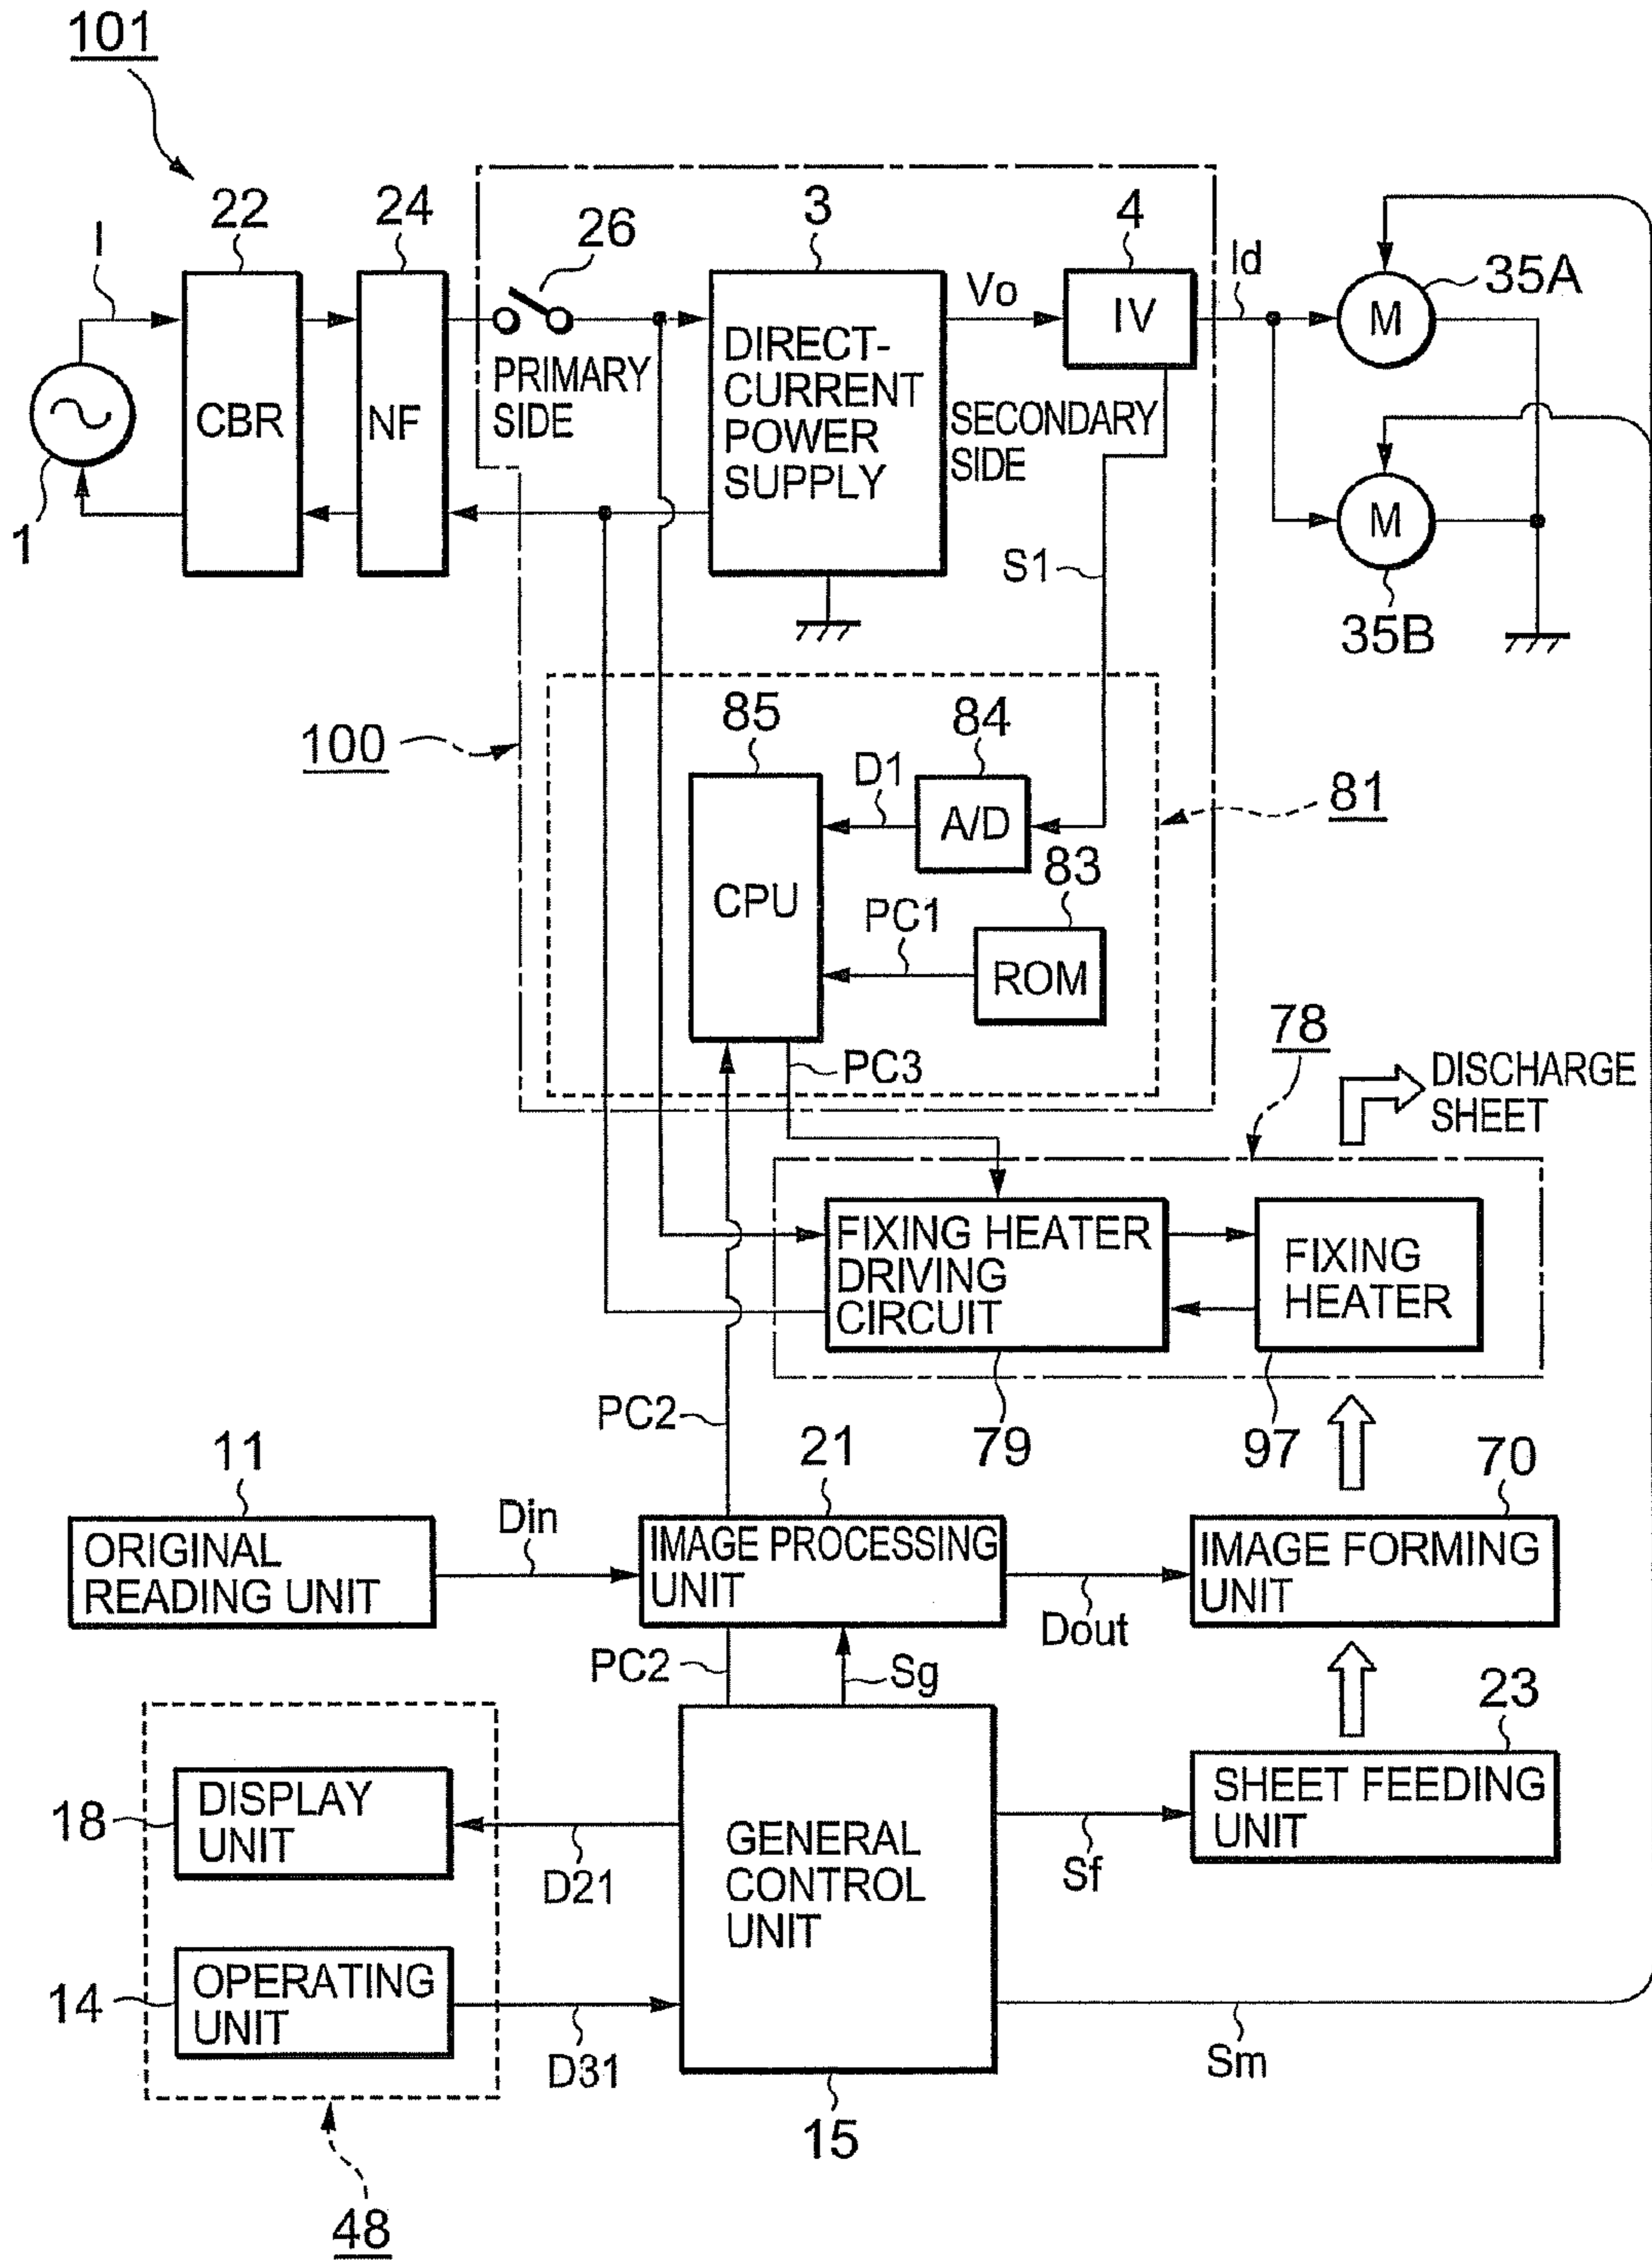 101
22
24
26
3
4
I
Id
35A
CBR
NF
PRIMARY
SIDE
DIRECT-
CURRENT
POWER
SUPPLY
Vo
IV
M
SECONDARY
SIDE
1
M
S1
35B
100
85
84
D1
A/D
81
CPU
83
PC1
ROM
PC3
78
DISCHARGE
SHEET
FIXING HEATER
DRIVING
CIRCUIT
FIXING
HEATER
PC2
79
97
11
21
70
ORIGINAL
READING UNIT
Din
IMAGE PROCESSING
UNIT
Dout
IMAGE FORMING
UNIT
PC2
Sg
23
18
DISPLAY
UNIT
D21
GENERAL
CONTROL
UNIT
Sf
SHEET FEEDING
UNIT
14
OPERATING
UNIT
D31
Sm
15
48